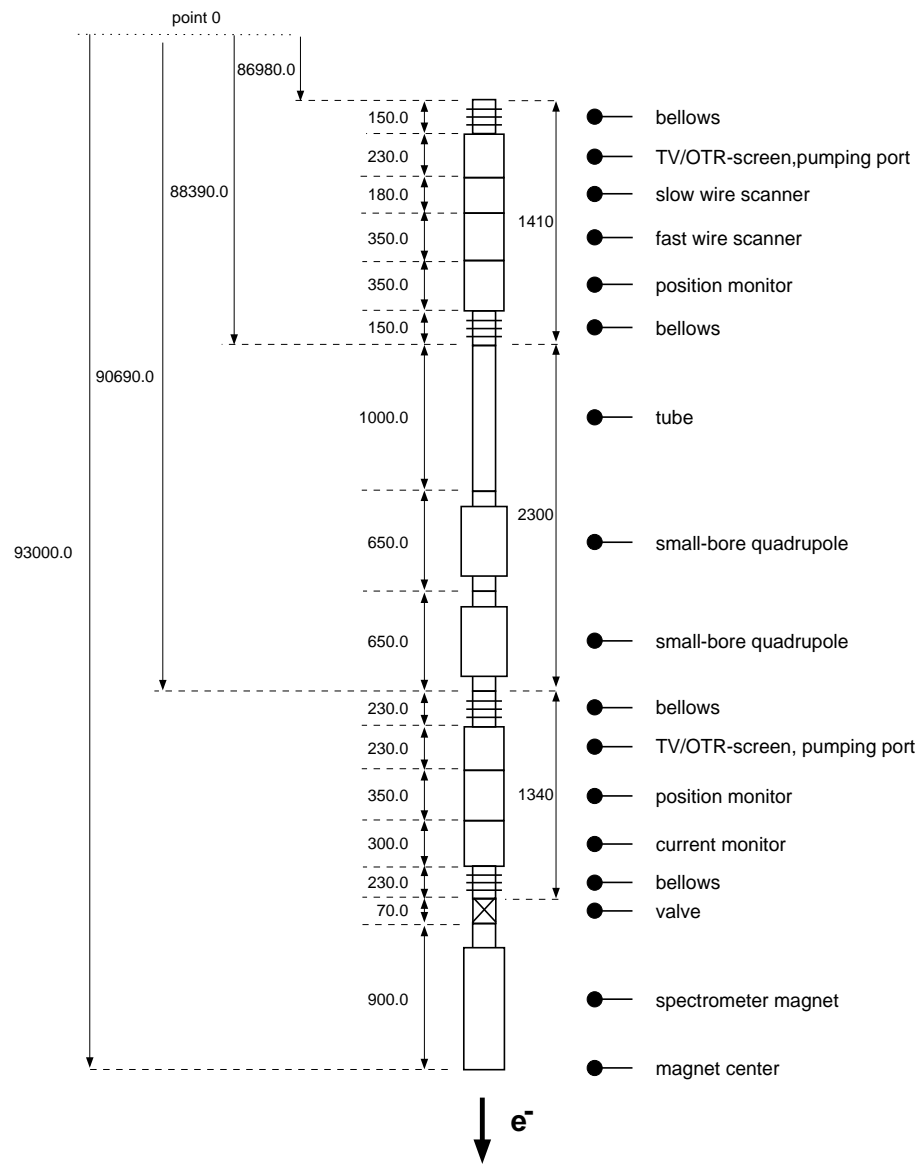 point 0
86980.0
150.0
bellows
230.0
TV/OTR-screen,pumping port
88390.0
180.0
slow wire scanner
1410
350.0
fast wire scanner
350.0
position monitor
150.0
bellows
90690.0
1000.0
tube
2300
93000.0
650.0
small-bore quadrupole
650.0
small-bore quadrupole
230.0
bellows
230.0
TV/OTR-screen, pumping port
1340
350.0
position monitor
300.0
current monitor
230.0
bellows
70.0
valve
900.0
spectrometer magnet
magnet center
e-